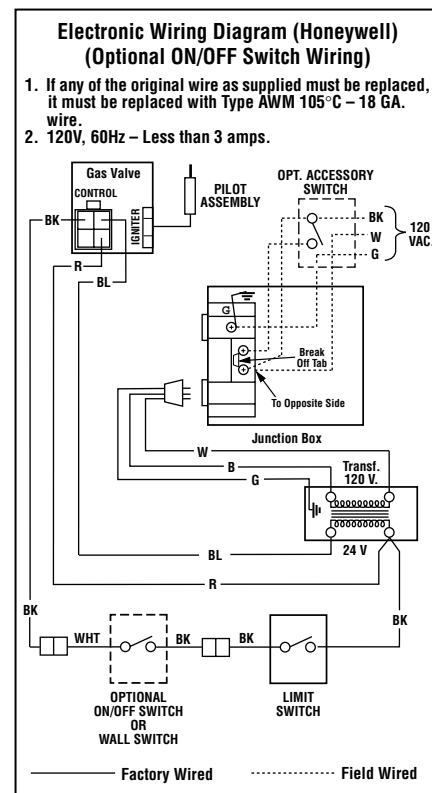 Electronic Wiring Diagram (Honeywell)
(Optional ON/OFF Switch Wiring)
1. If any of the original wire as supplied must be replaced,
it must be replaced with Type AWM 105°C – 18 GA.
wire.
2. 120V, 60Hz – Less than 3 amps.
Gas Valve
CONTROL
IGNITER
PILOT
ASSEMBLY
OPT. ACCESSORY
SWITCH
BK
BK
W
G
120
VAC.
R
BL
G
Break
Off Tab
To Opposite Side
Junction Box
W
B
G
Transf.
120 V.
24 V
BL
R
BK
BK
WHT
BK
BK
OPTIONAL
ON/OFF SWITCH
OR
WALL SWITCH
LIMIT
SWITCH
Factory Wired
Field Wired